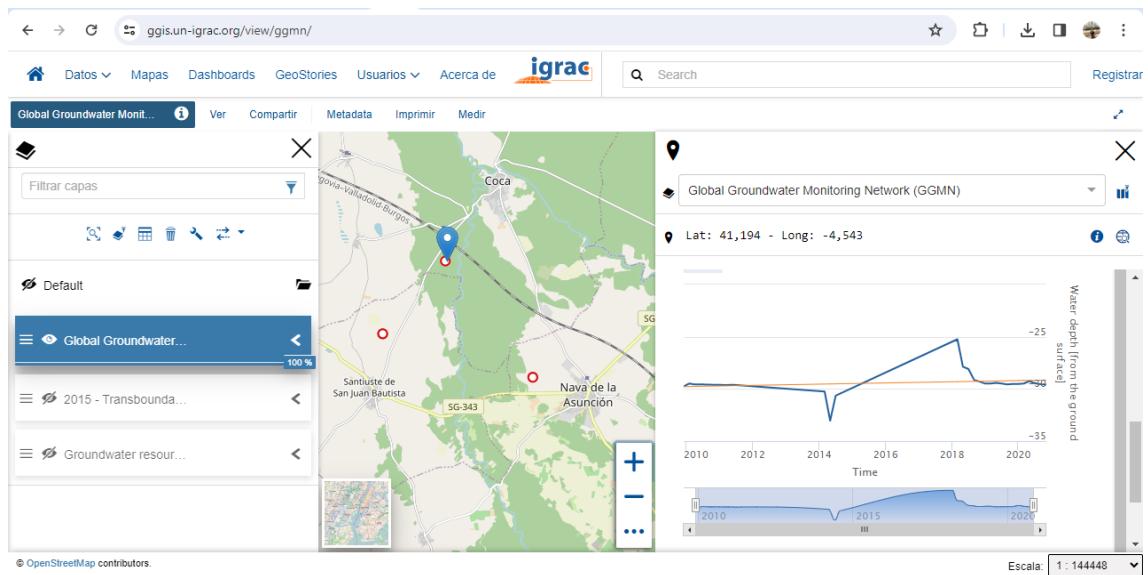 ggis.un-igrac.org/view/ggmn/
Datos Mapas Dashboards GeoStories Usuarios Acerca de igrac Search Registrar
Global Groundwater Monit... Ver Compartir Metadata Imprimir Medir
Filtrar capas
Default
Global Groundwater...
100 %
2015 - Transbounda...
Groundwater resour...
Coca
govia-Valladolid-Burgos
SG
Santiuste de
San Juan Bautista
Nava de la
Asunción
SG-343
Global Groundwater Monitoring Network (GGMN)
Lat: 41,194 - Long: -4,543
Water depth [from the ground
surface]
-25
-30
-35
2010 2012 2014 2016 2018 2020
Time
2010 2015 2020
© OpenStreetMap contributors.
Escala: 1 : 144448